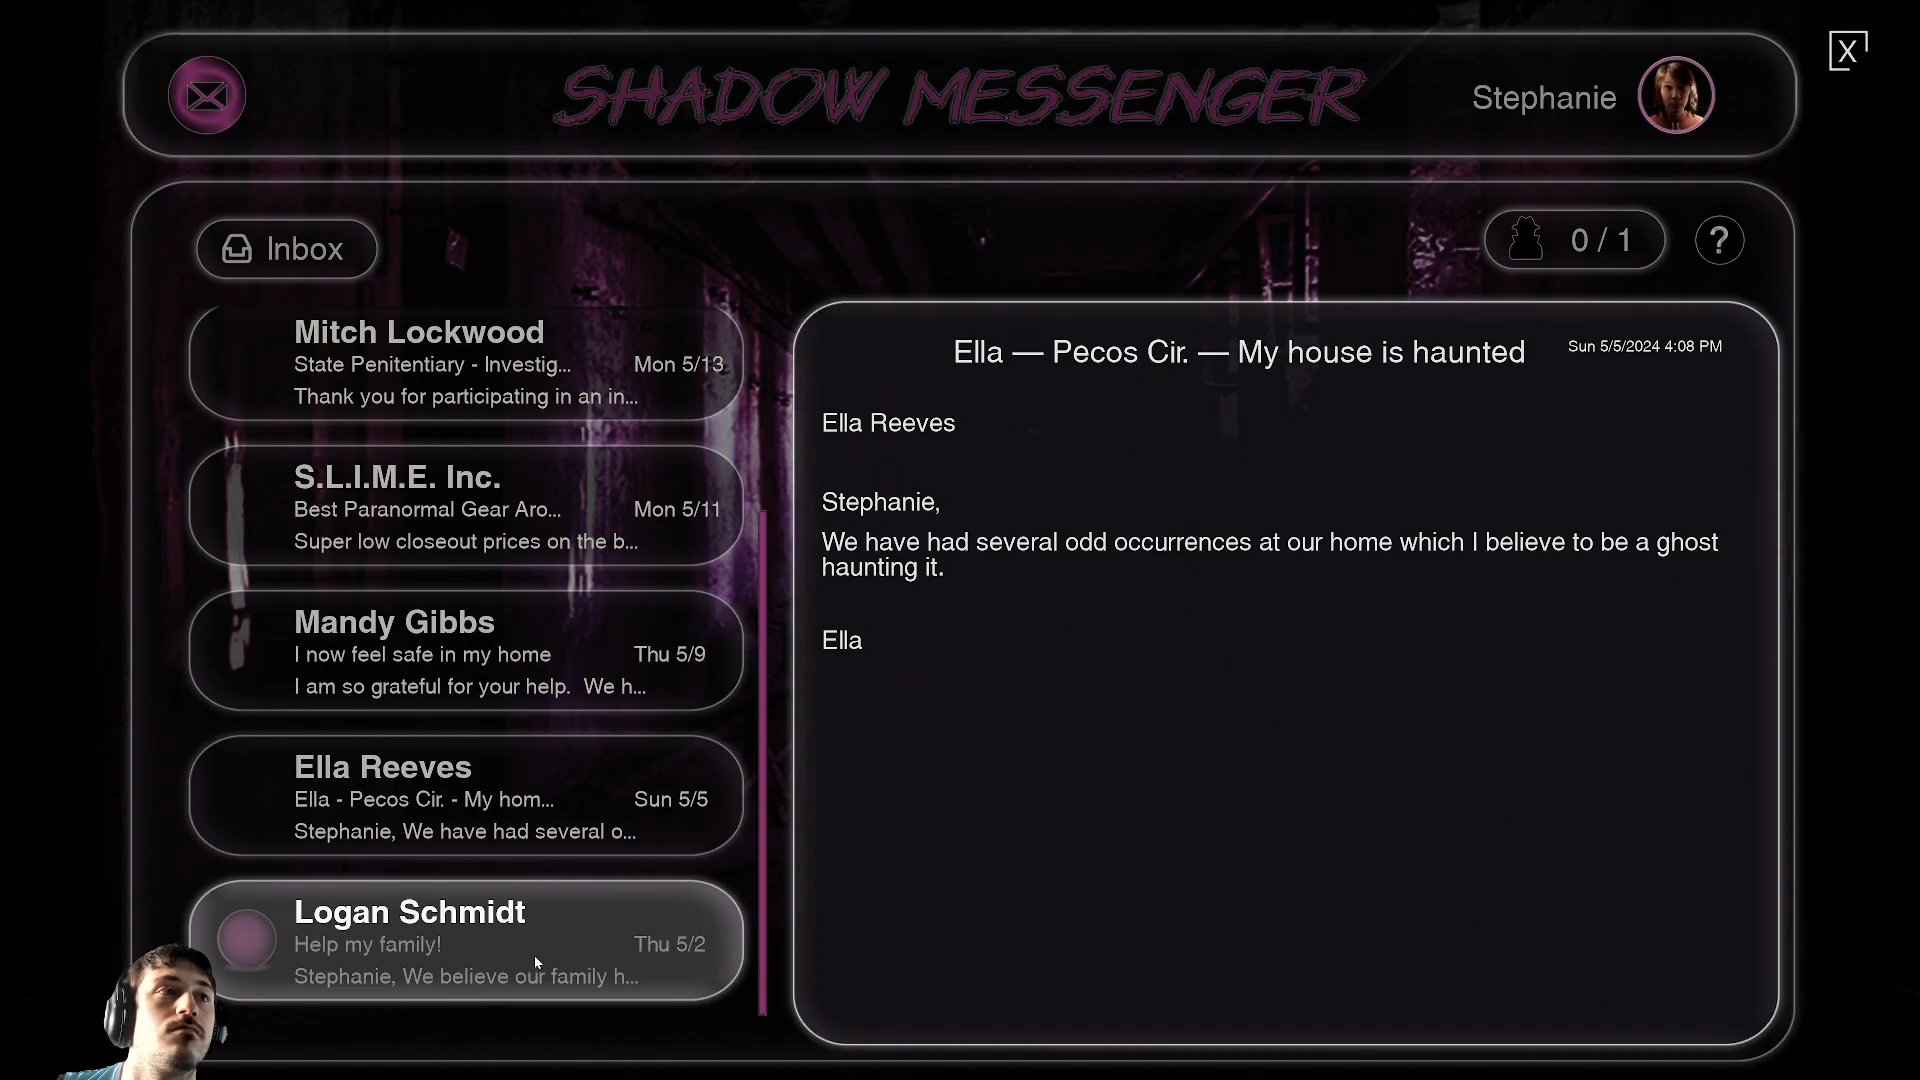 X
SHADOW MESSENGER
Stephanie
Inbox
0 / 1
?
Mitch Lockwood
State Penitentiary - Investig... Mon 5/13
Thank you for participating in an in...
S.L.I.M.E. Inc.
Best Paranormal Gear Aro... Mon 5/11
Super low closeout prices on the b...
Mandy Gibbs
I now feel safe in my home Thu 5/9
I am so grateful for your help.  We h...
Ella Reeves
Ella - Pecos Cir. - My hom... Sun 5/5
Stephanie, We have had several o...
Logan Schmidt
Help my family! Thu 5/2
Stephanie, We believe our family h...
Ella — Pecos Cir. — My house is haunted Sun 5/5/2024 4:08 PM
Ella Reeves
Stephanie,
We have had several odd occurrences at our home which I believe to be a ghost
haunting it.
Ella